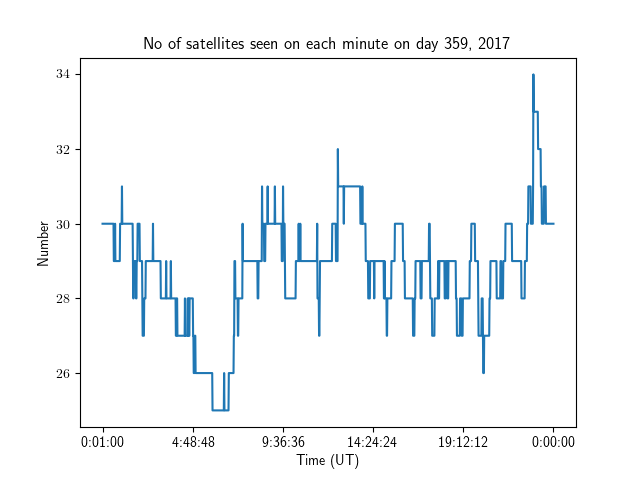 No of satellites seen on each minute on day 359, 2017
34
32
30
28
26
Number
0:01:00 4:48:48 9:36:36 14:24:24 19:12:12 0:00:00
Time (UT)